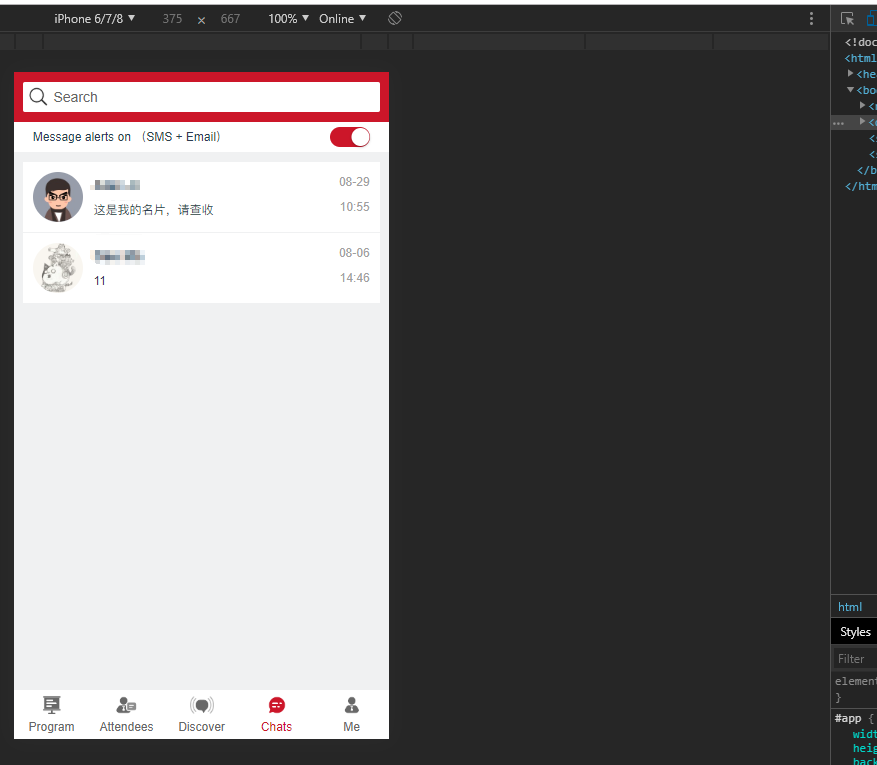 iPhone 6/7/8 ▼ 375 × 667 100% ▼ Online ▼
Search
Message alerts on （SMS + Email）
08-29
这是我的名片，请查收 10:55
08-06
11 14:46
Program Attendees Discover Chats Me
<!doc
<html
<he
<bo
<
<
<
<
</b
</htm
html
Styles
Filter
element
}
#app {
widt
heig
back